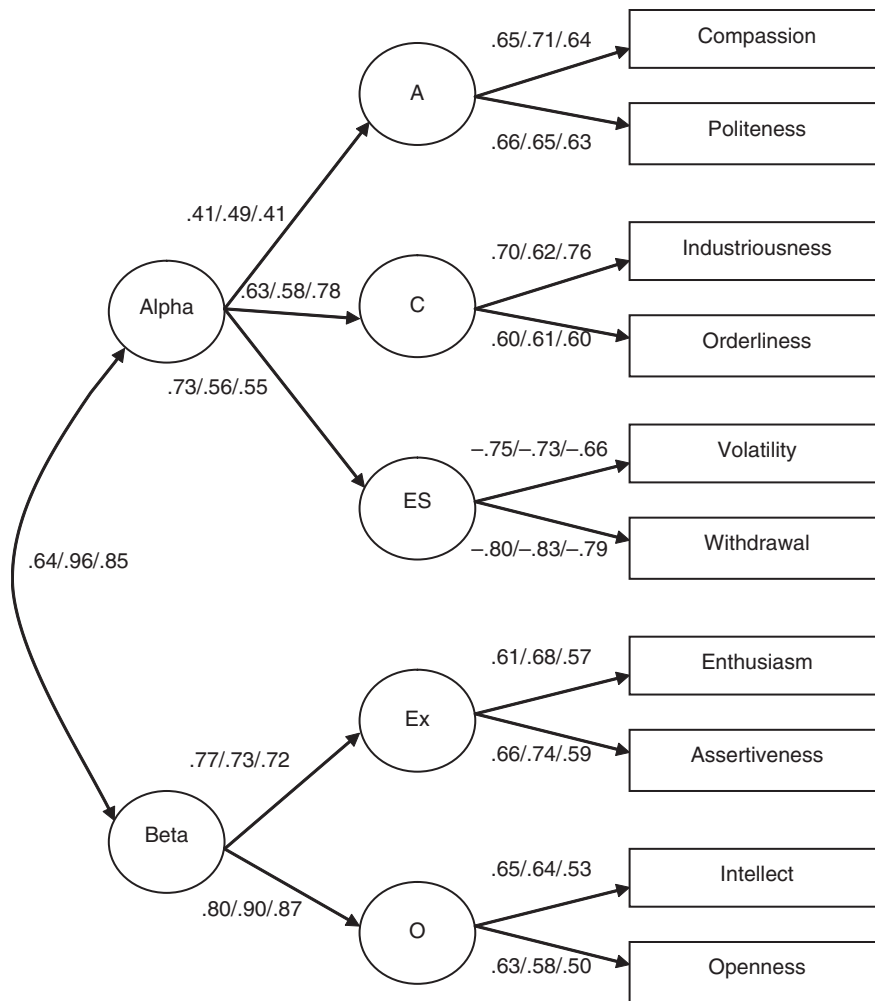 .65/.71/.64
Compassion
A
Politeness
.66/.65/.63
.41/.49/.41
.70/.62/.76
Industriousness
.63/.58/.78
Alpha
C
.60/.61/.60
Orderliness
.73/.56/.55
–.75/–.73/–.66
Volatility
ES
–.80/–.83/–.79
Withdrawal
.64/.96/.85
.61/.68/.57
Enthusiasm
Ex
.77/.73/.72
.66/.74/.59
Assertiveness
Beta
.65/.64/.53
Intellect
.80/.90/.87
O
.63/.58/.50
Openness